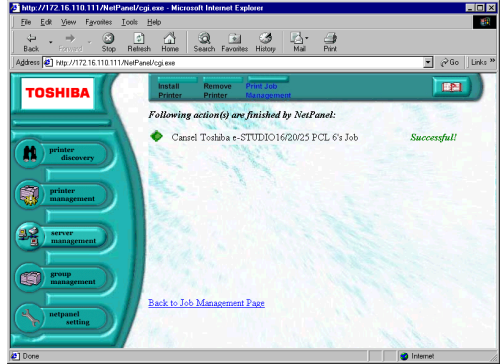 http://172.16.110.111/NetPanel/cgi.exe - Microsoft Internet Explorer
File Edit View Favorites Tools Help
Back Forward Stop Refresh Home Search Favorites History Mail Print
Address http://172.16.110.111/NetPanel/cgi.exe Go Links »
TOSHIBA
Install Printer
Remove Printer
Print Job Management
Following action(s) are finished by NetPanel:
Cansel Toshiba e-STUDIO16/20/25 PCL 6's Job Successful!
printer discovery
printer management
server management
group management
netpanel setting
Back to Job Management Page
Done Internet